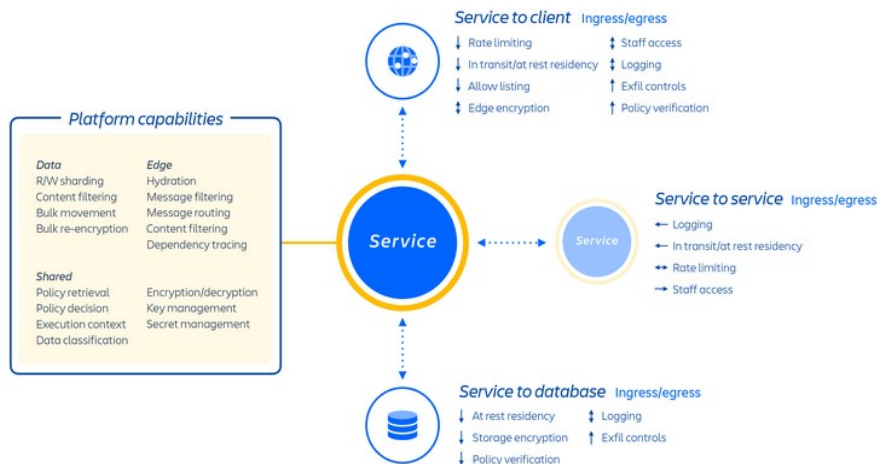 Service to client Ingress/egress
↓ Rate limiting
↓ In transit/at rest residency
↓ Allow listing
↕ Edge encryption
↕ Staff access
↕ Logging
↑ Exfil controls
↑ Policy verification
Platform capabilities
Data
R/W sharding
Content filtering
Bulk movement
Bulk re-encryption
Edge
Hydration
Message filtering
Message routing
Content filtering
Dependency tracing
Shared
Policy retrieval
Policy decision
Execution context
Data classification
Encryption/decryption
Key management
Secret management
Service
Service
Service to service Ingress/egress
← Logging
← In transit/at rest residency
↔ Rate limiting
→ Staff access
Service to database Ingress/egress
↓ At rest residency
↓ Storage encryption
↓ Policy verification
↕ Logging
↑ Exfil controls